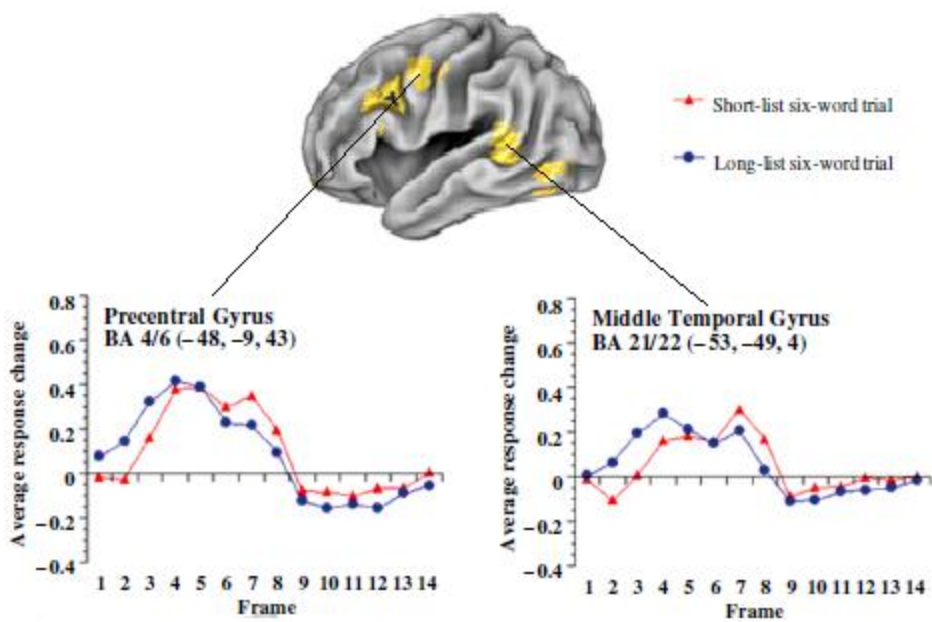 Short-list six-word trial
Long-list six-word trial
Precentral Gyrus
BA 4/6 (−48, −9, 43)
Average response change
0.8
0.6
0.4
0.2
0
−0.2
−0.4
1 2 3 4 5 6 7 8 9 10 11 12 13 14
Frame
Middle Temporal Gyrus
BA 21/22 (−53, −49, 4)
Average response change
0.8
0.6
0.4
0.2
0
−0.2
−0.4
1 2 3 4 5 6 7 8 9 10 11 12 13 14
Frame